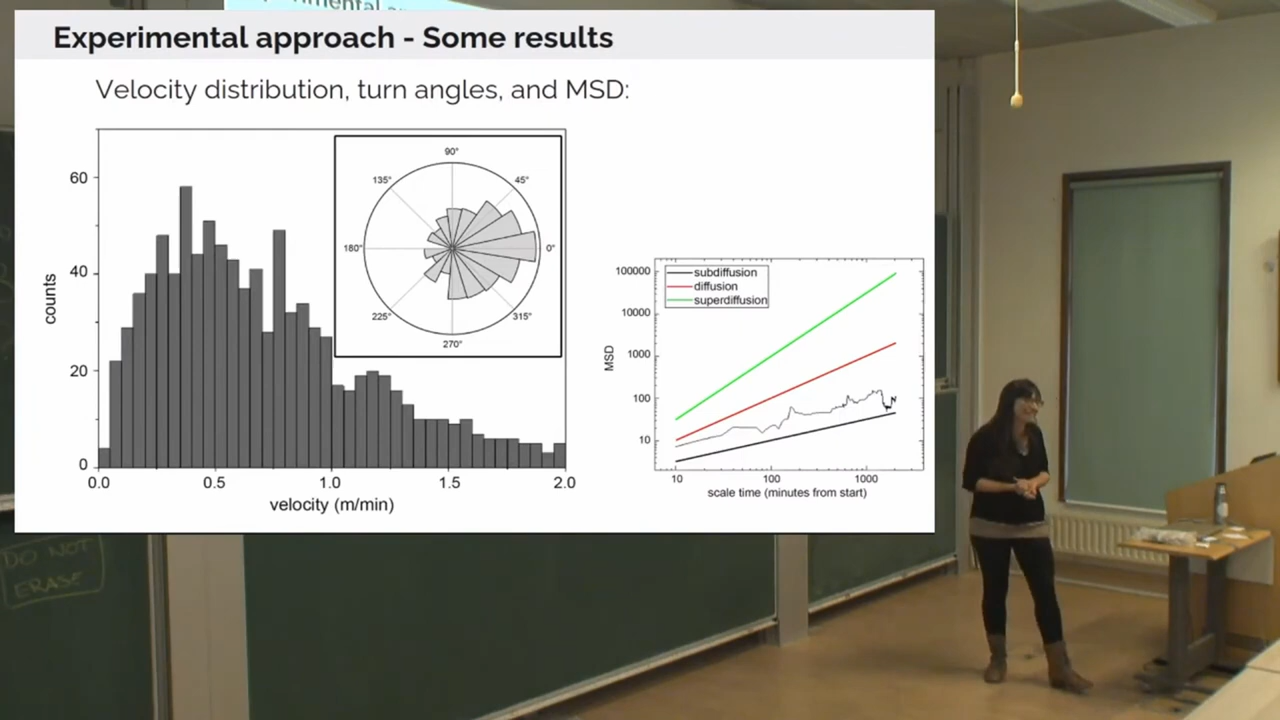 Experimental approach - Some results
Velocity distribution, turn angles, and MSD:
counts
60
40
20
0
0.0 0.5 1.0 1.5 2.0
velocity (m/min)
90°
135° 45°
180° 0°
225° 315°
270°
MSD
100000
10000
1000
100
10
subdiffusion
diffusion
superdiffusion
10 100 1000
scale time (minutes from start)
DO NOT
ERASE